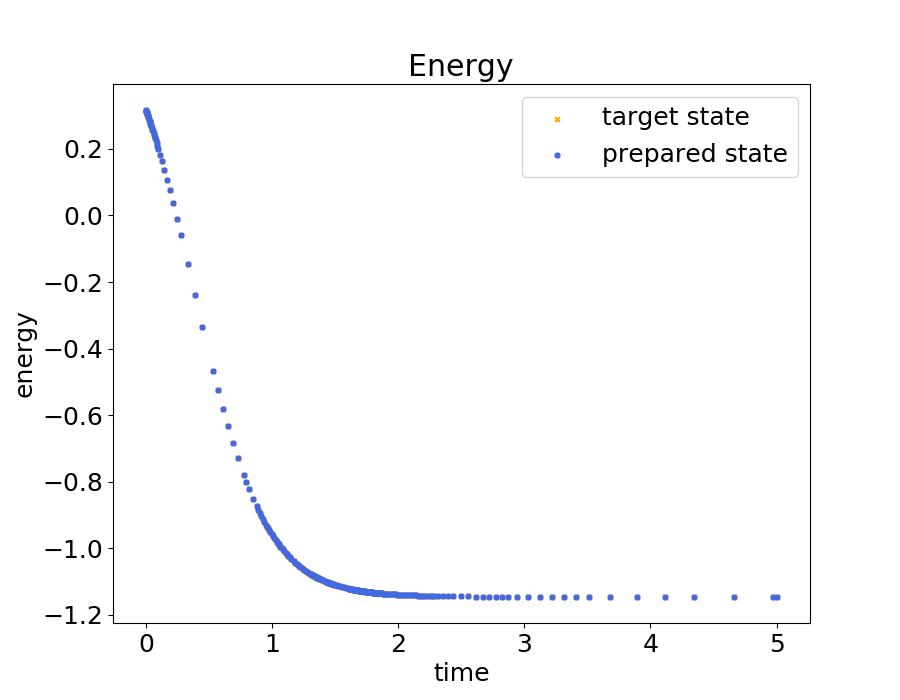 Energy
target state
prepared state
energy
0.2
0.0
−0.2
−0.4
−0.6
−0.8
−1.0
−1.2
0 1 2 3 4 5
time